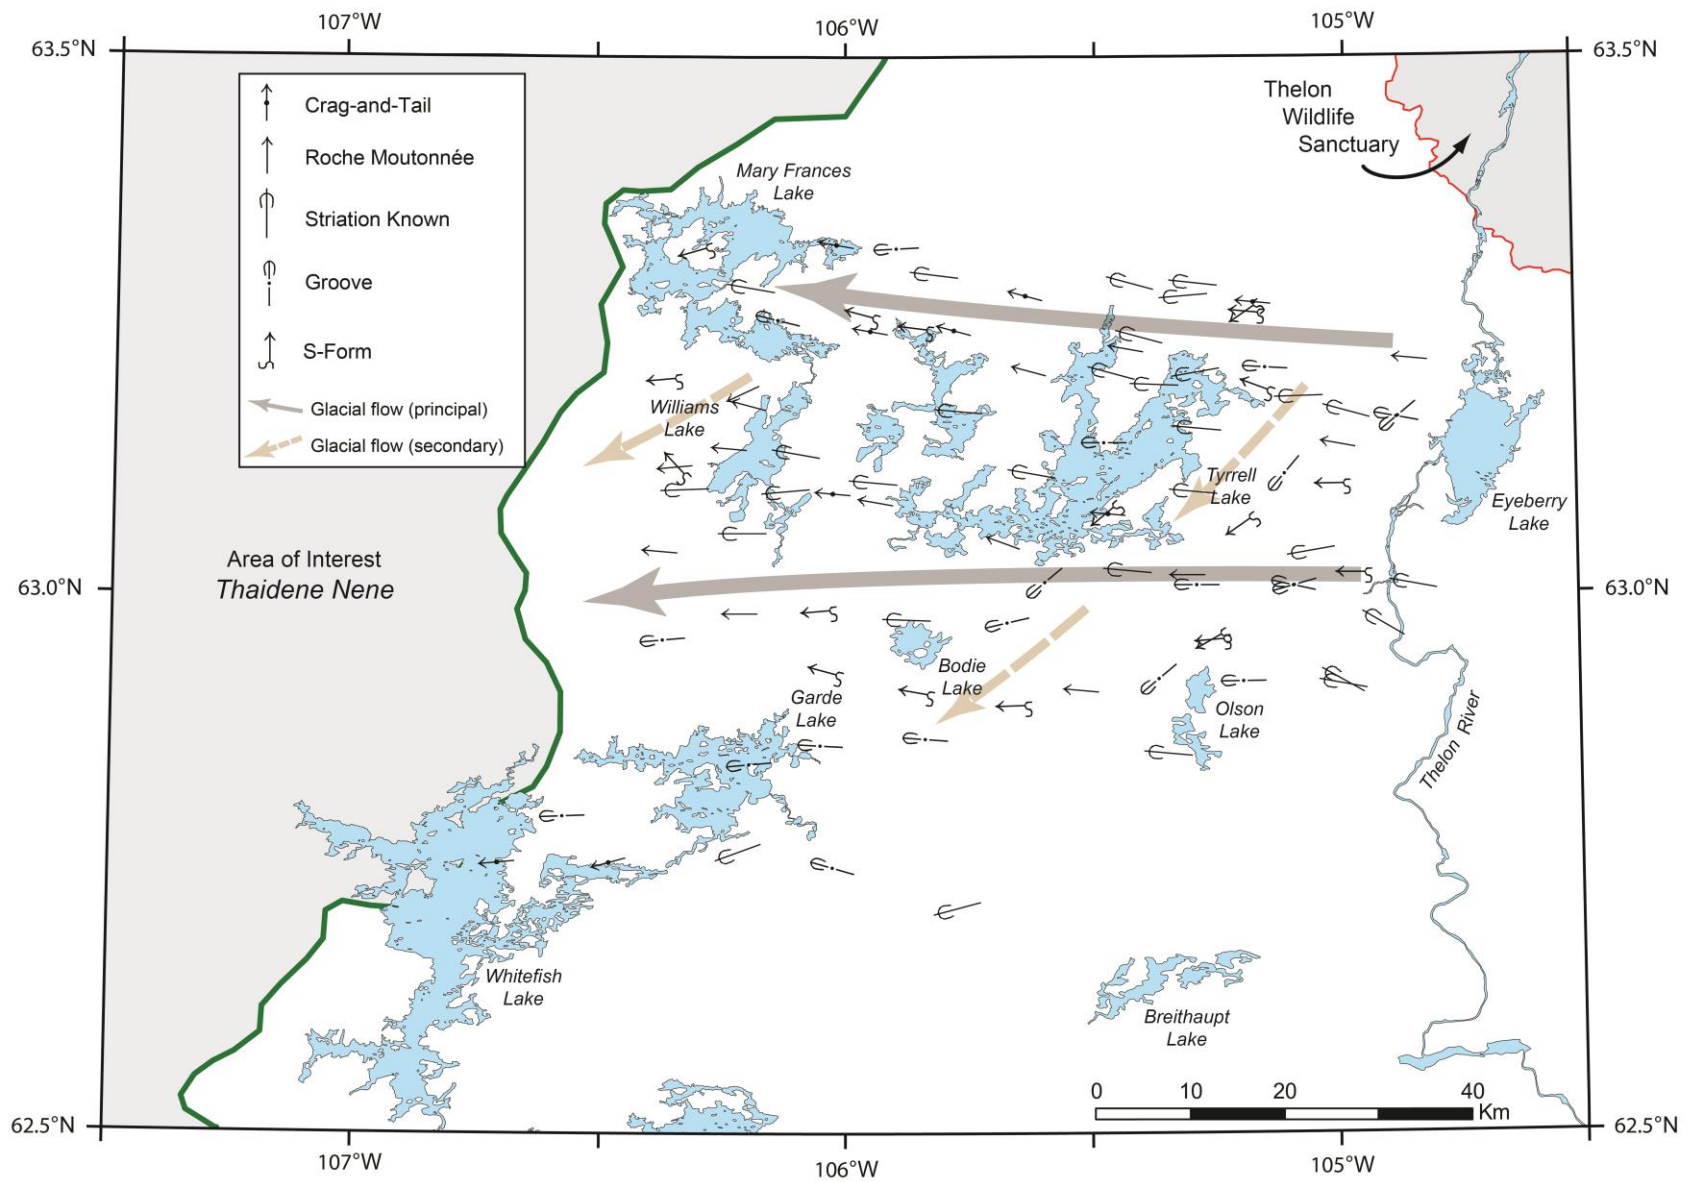 107°W
106°W
105°W
63.5°N
63.5°N
Crag-and-Tail
Roche Moutonnée
Striation Known
Groove
S-Form
Glacial flow (principal)
Glacial flow (secondary)
Thelon
Wildlife
Sanctuary
Mary Frances
Lake
Williams
Lake
Tyrrell
Lake
Eyeberry
Lake
Area of Interest
Thaidene Nene
63.0°N
63.0°N
Bodie
Lake
Garde
Lake
Olson
Lake
Thelon River
Whitefish
Lake
Breithaupt
Lake
0 10 20 40
Km
62.5°N
62.5°N
107°W
106°W
105°W